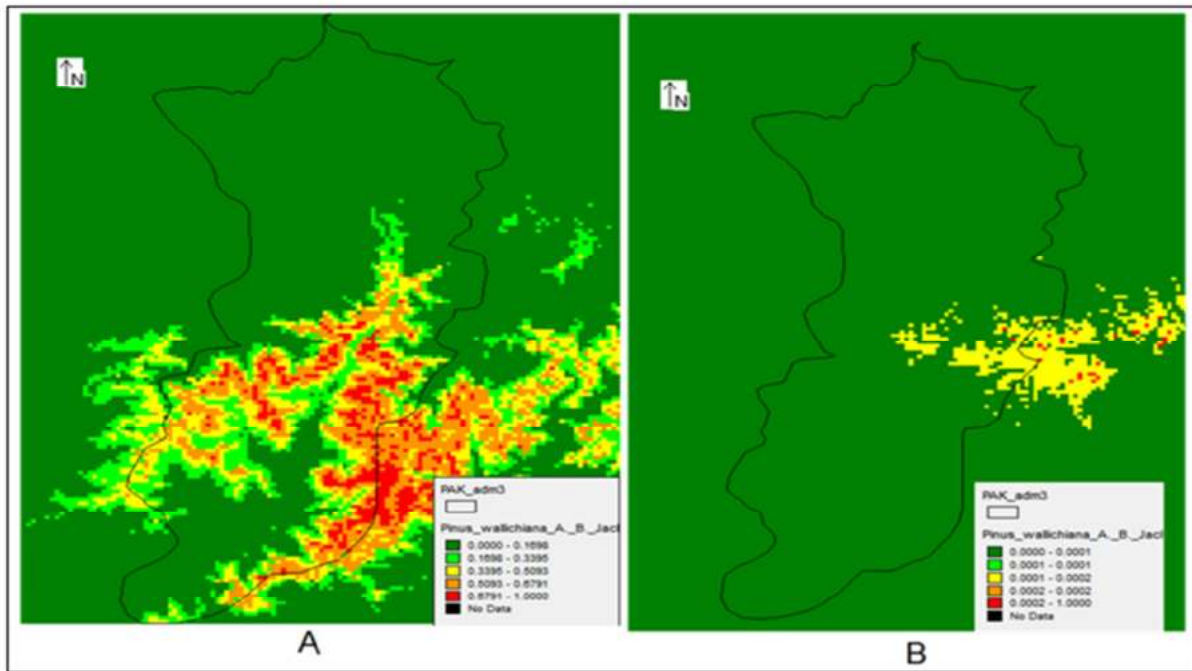 N
PAK_adm3
Pinus_wallichiana_A._B._Jacl
0.0000 - 0.1698
0.1698 - 0.3395
0.3395 - 0.5093
0.5093 - 0.6791
0.6791 - 1.0000
No Data
A
N
PAK_adm3
Pinus_wallichiana_A._B._Jacl
0.0000 - 0.0001
0.0001 - 0.0001
0.0001 - 0.0002
0.0002 - 0.0002
0.0002 - 1.0000
No Data
B